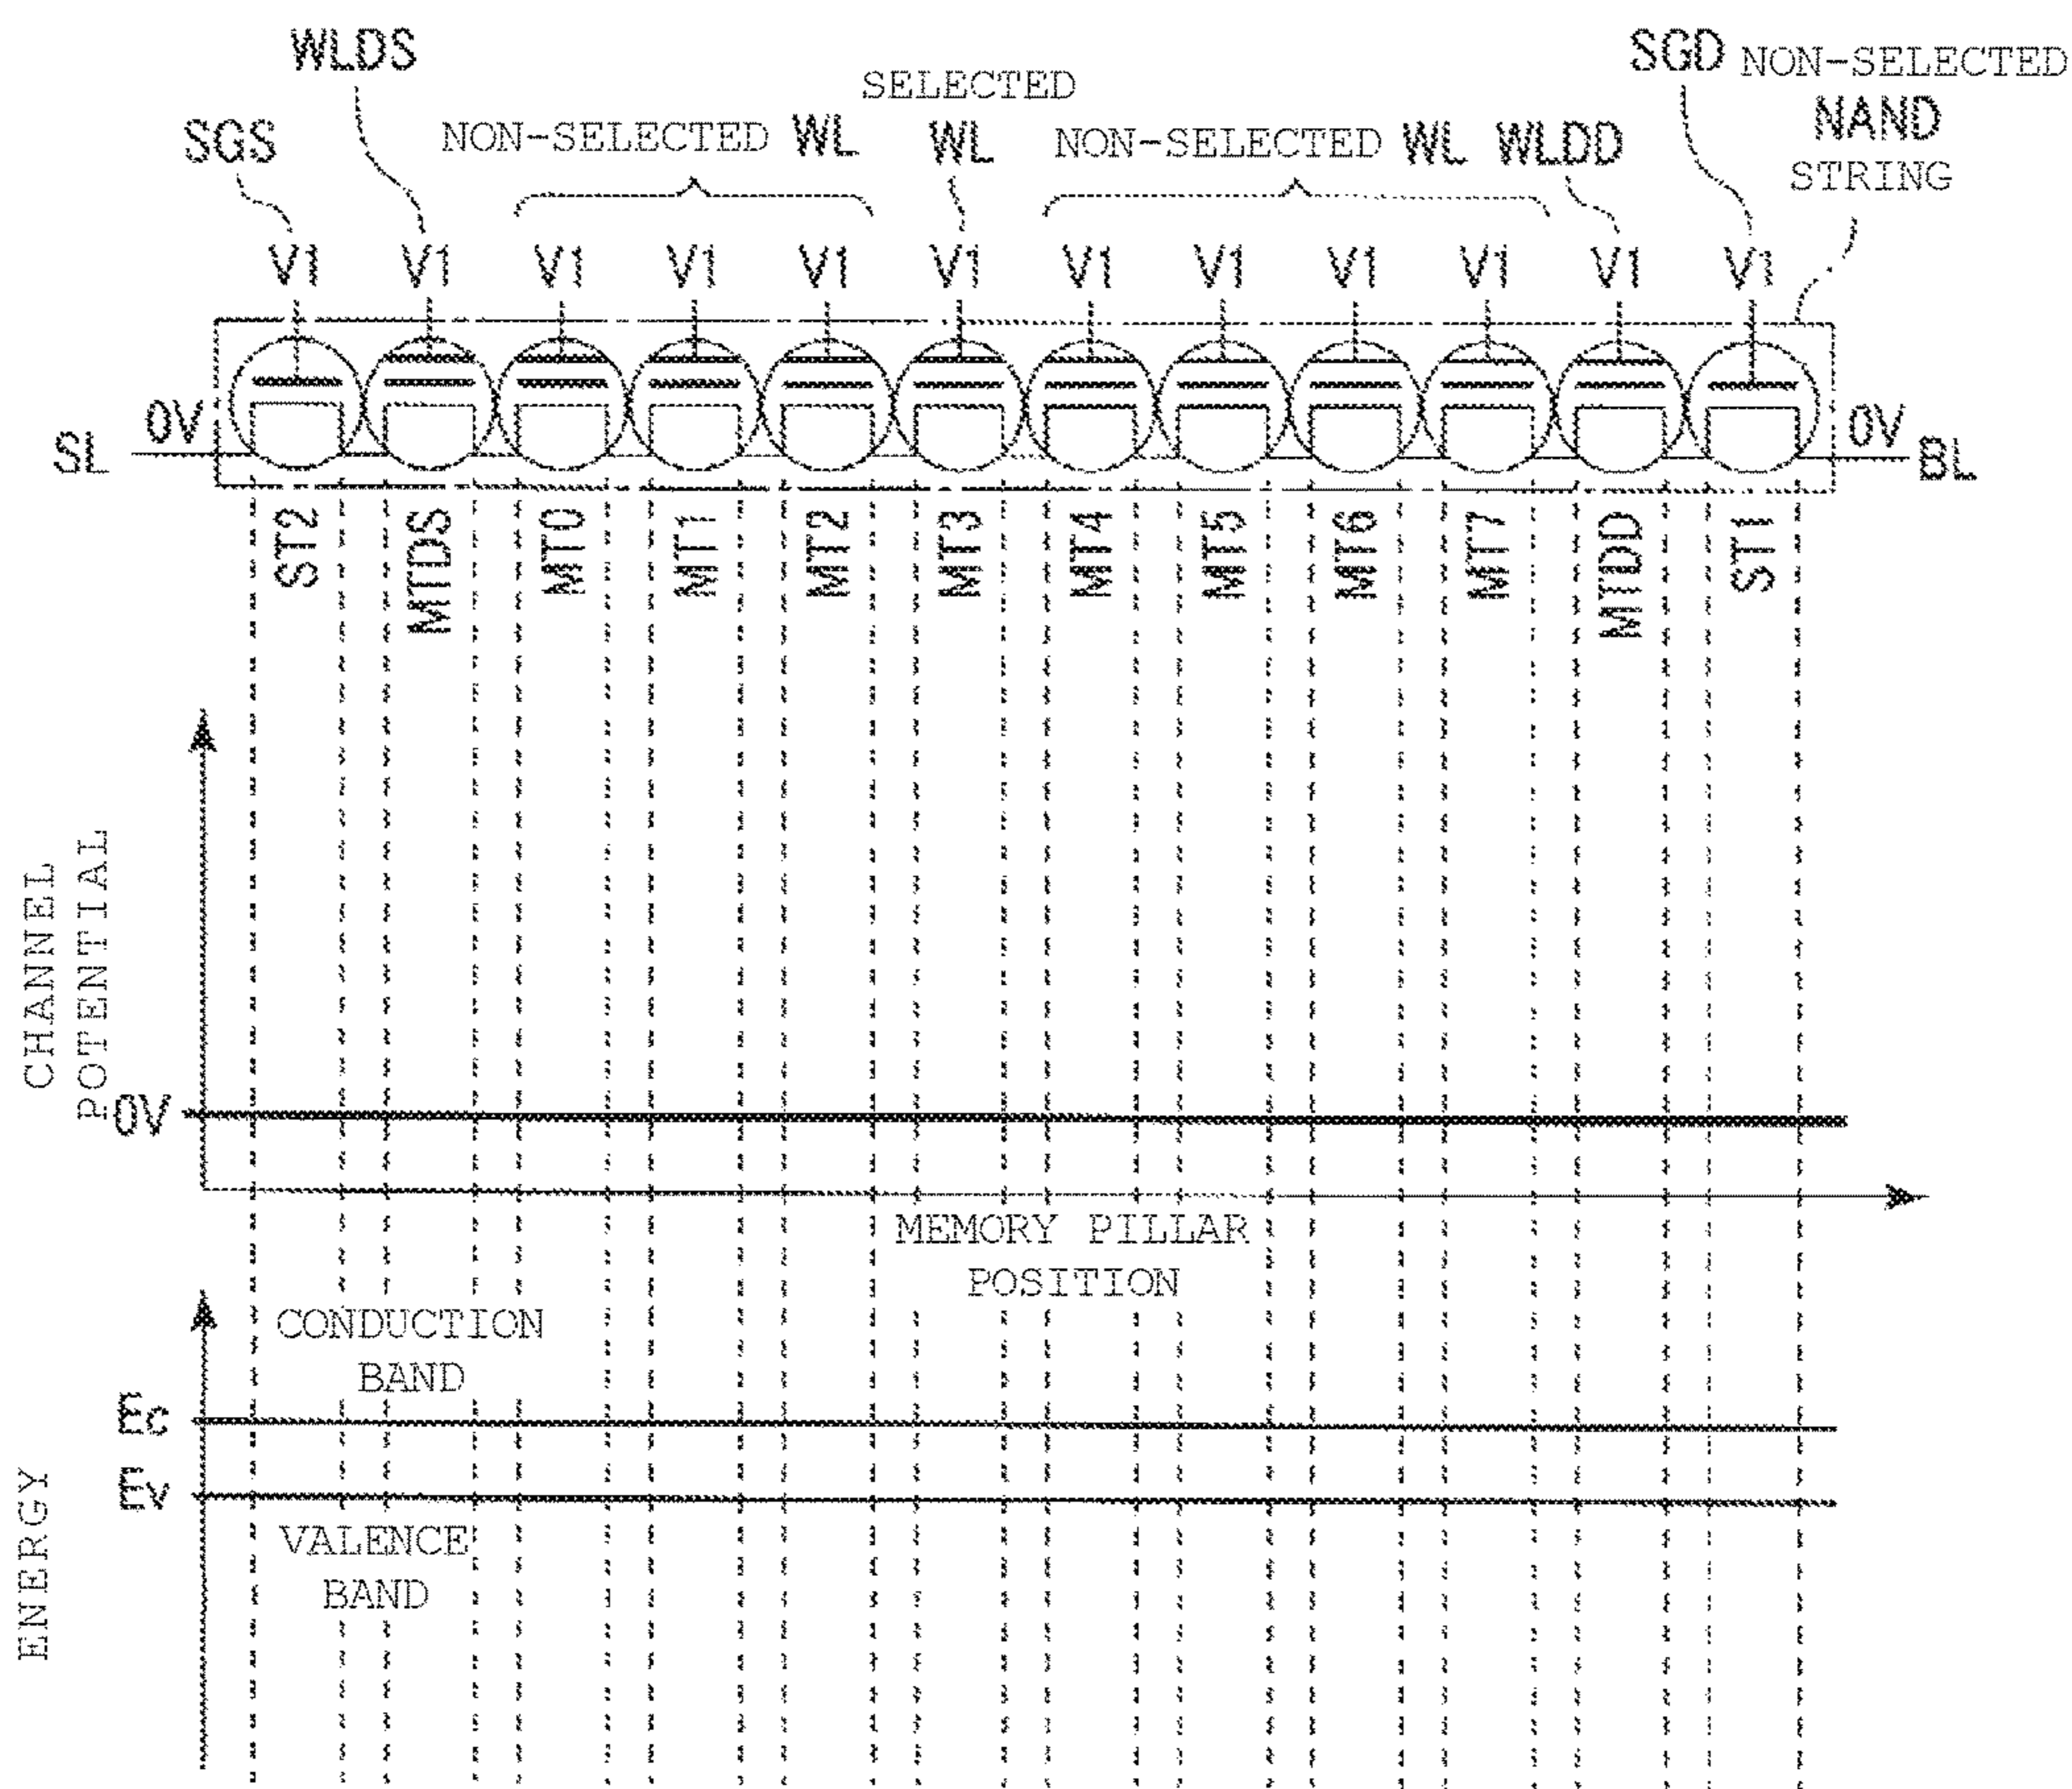 WLDS
SGD NON-SELECTED
NAND
STRING
SELECTED
SGS
NON-SELECTED WL
WL
NON-SELECTED WL
WLDD
V1 V1 V1 V1 V1 V1 V1 V1 V1 V1 V1 V1
SL
0V
0V
BL
ST2
MTDS
MT0
MT1
MT2
MT3
MT4
MT5
MT6
MT7
MTDD
ST1
CHANNEL
POTENTIAL
0V
MEMORY PILLAR
POSITION
CONDUCTION
BAND
Ec
Ev
VALENCE
BAND
ENERGY